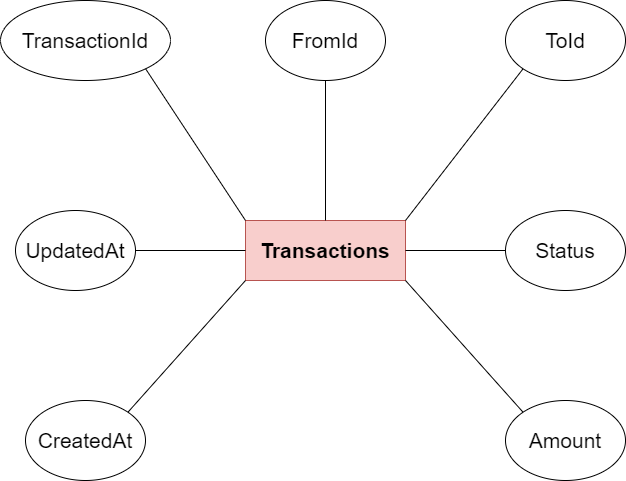 TransactionId
FromId
ToId
UpdatedAt
Transactions
Status
CreatedAt
Amount